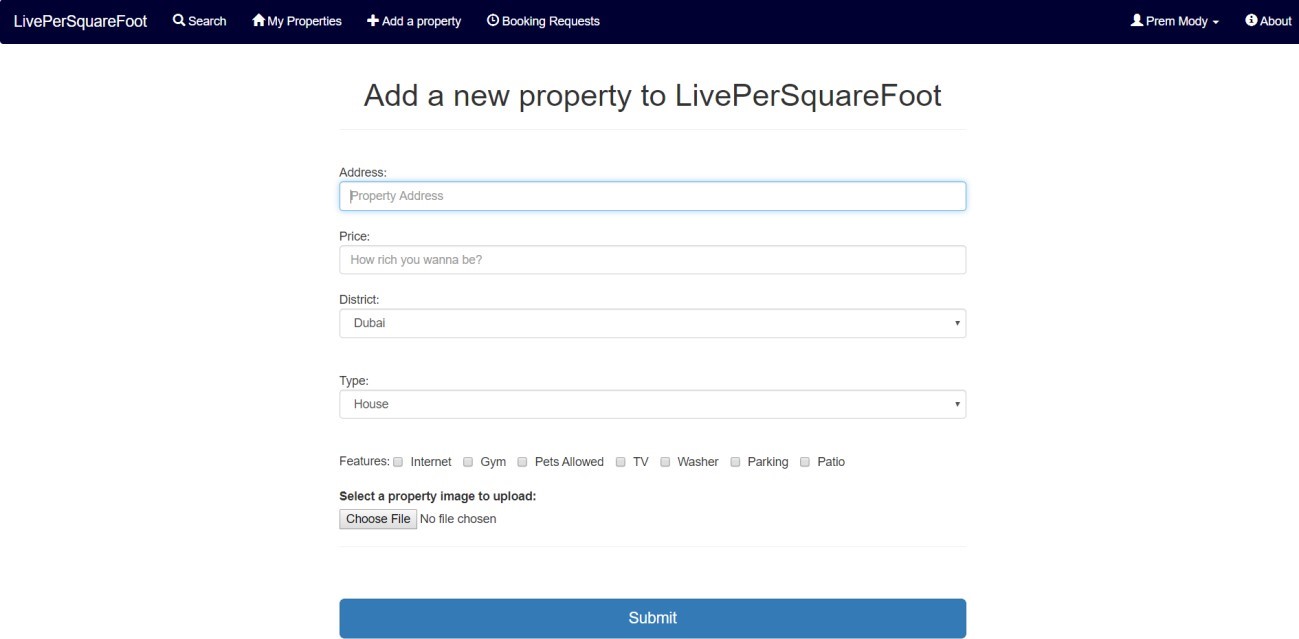 LivePerSquareFoot Search My Properties Add a property Booking Requests Prem Mody About
Add a new property to LivePerSquareFoot
Address:
Property Address
Price:
How rich you wanna be?
District:
Dubai
Type:
House
Features: Internet Gym Pets Allowed TV Washer Parking Patio
Select a property image to upload:
Choose File No file chosen
Submit